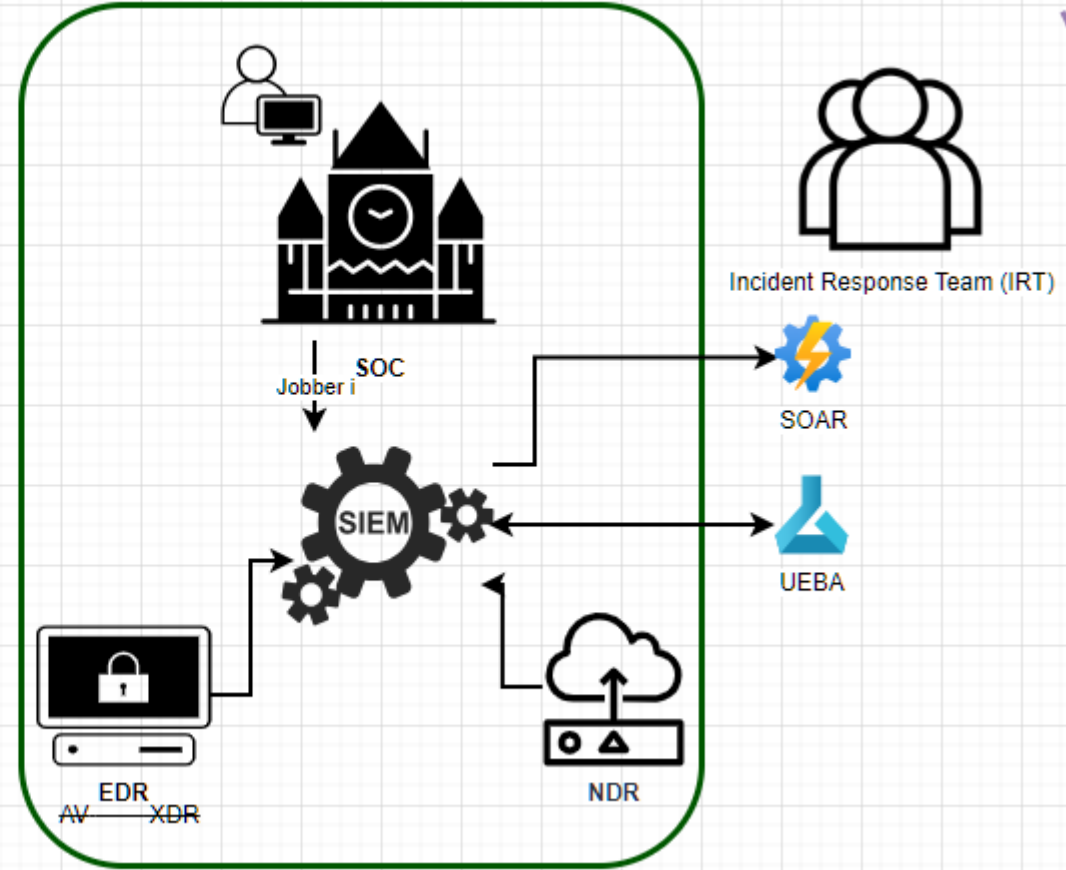 Incident Response Team (IRT)
SOC
Jobber i
SOAR
SIEM
UEBA
EDR
AV XDR
NDR